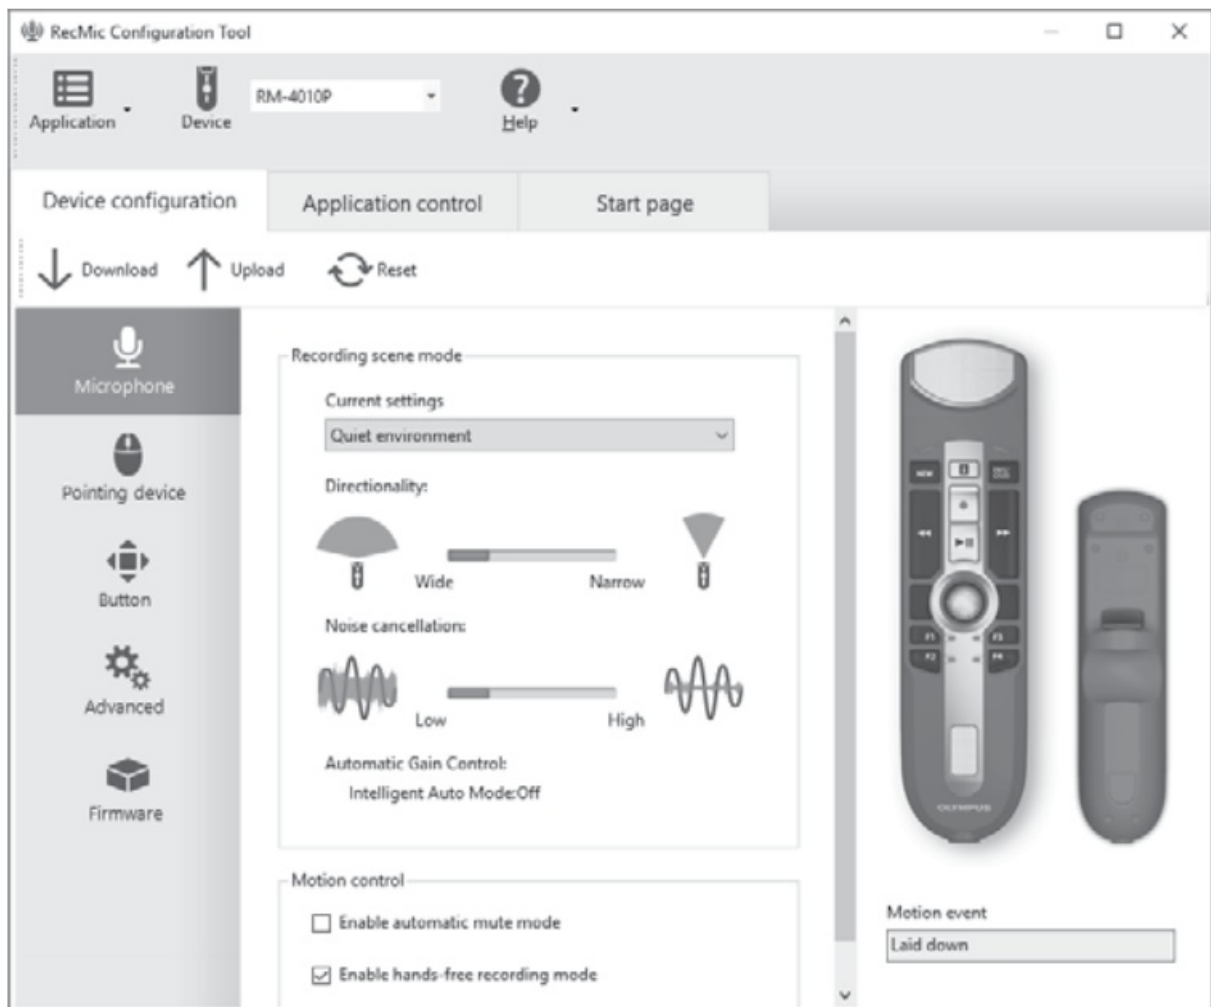 RecMic Configuration Tool
Application
Device
RM-4010P
Help
Device configuration
Application control
Start page
Download
Upload
Reset
Microphone
Pointing device
Button
Advanced
Firmware
Recording scene mode
Current settings
Quiet environment
Directionality:
Wide
Narrow
Noise cancellation:
Low
High
Automatic Gain Control:
Intelligent Auto Mode:Off
Motion control
Enable automatic mute mode
Enable hands-free recording mode
NEW
F1
F3
F2
F4
OLYMPUS
Motion event
Laid down